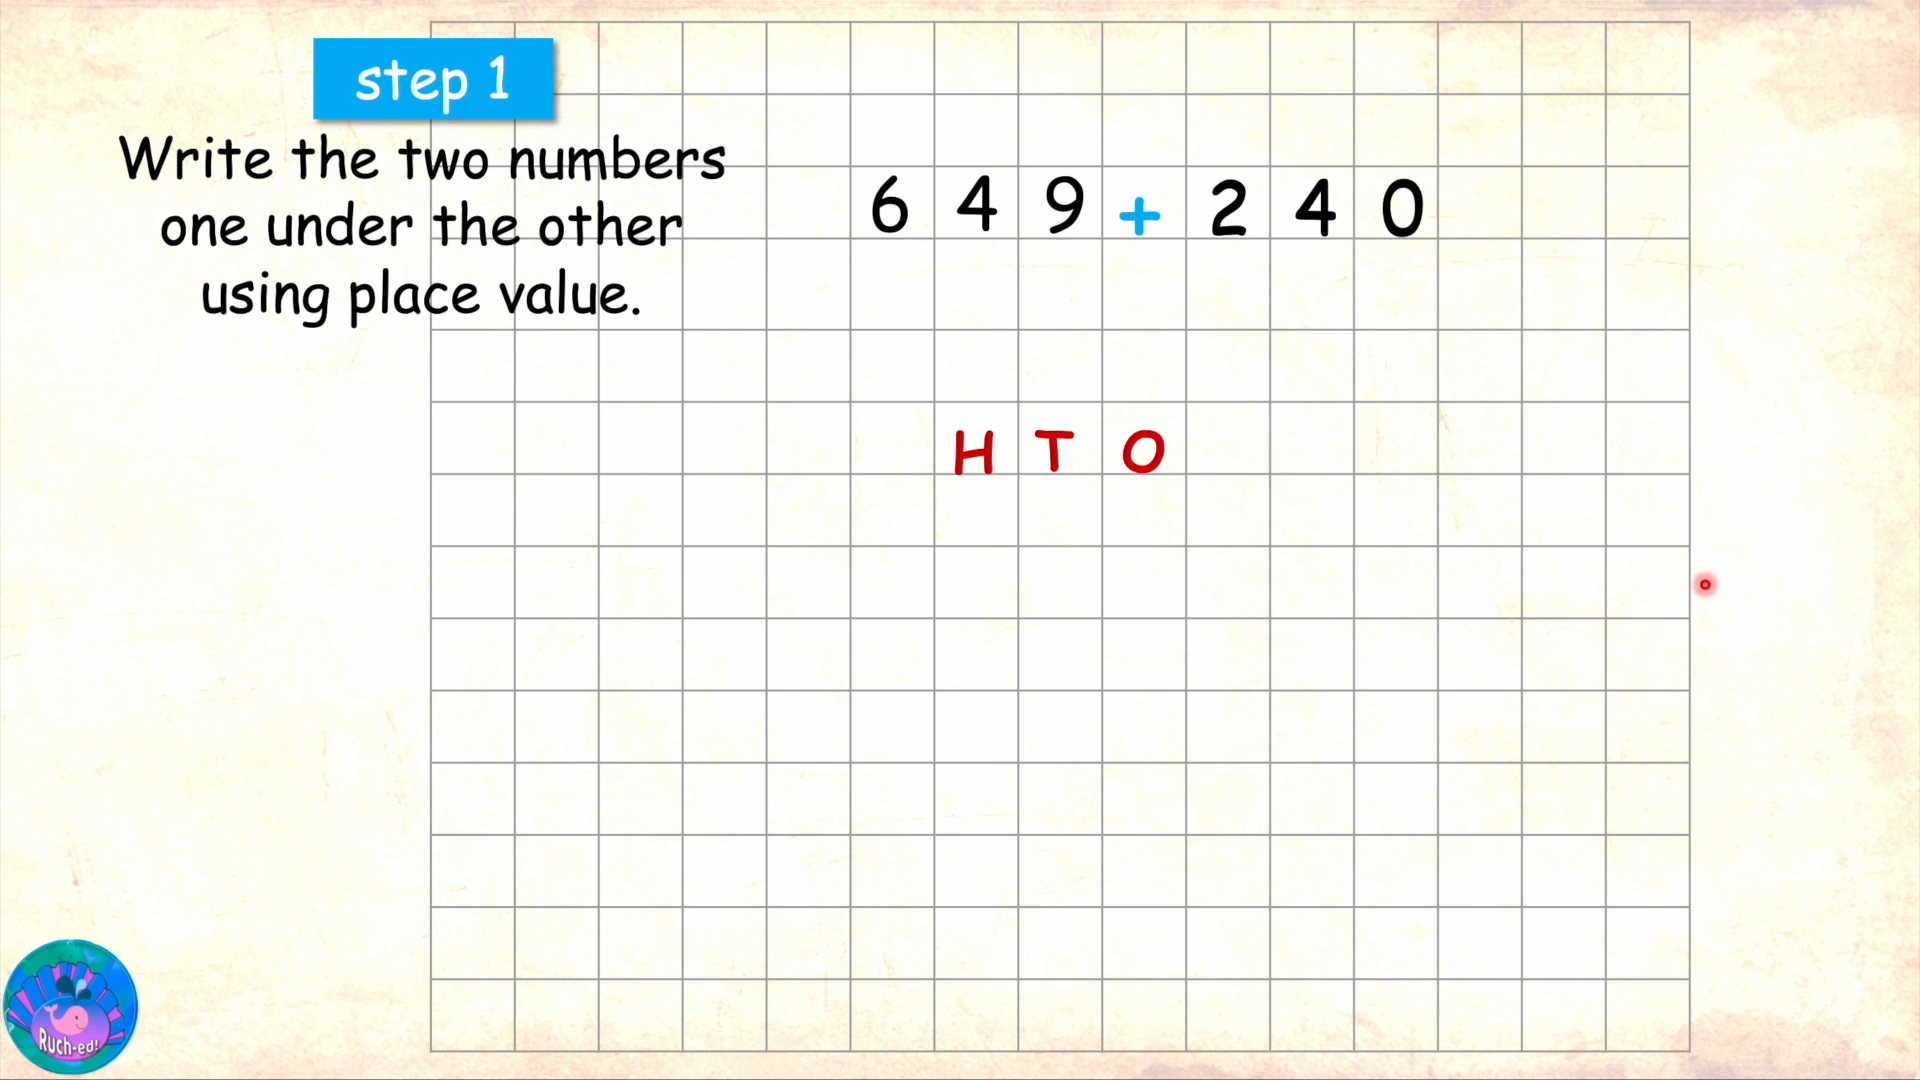 step 1
Write the two numbers
one under the other
using place value.
6 4 9 + 2 4 0
H T O
Ruch-ed!